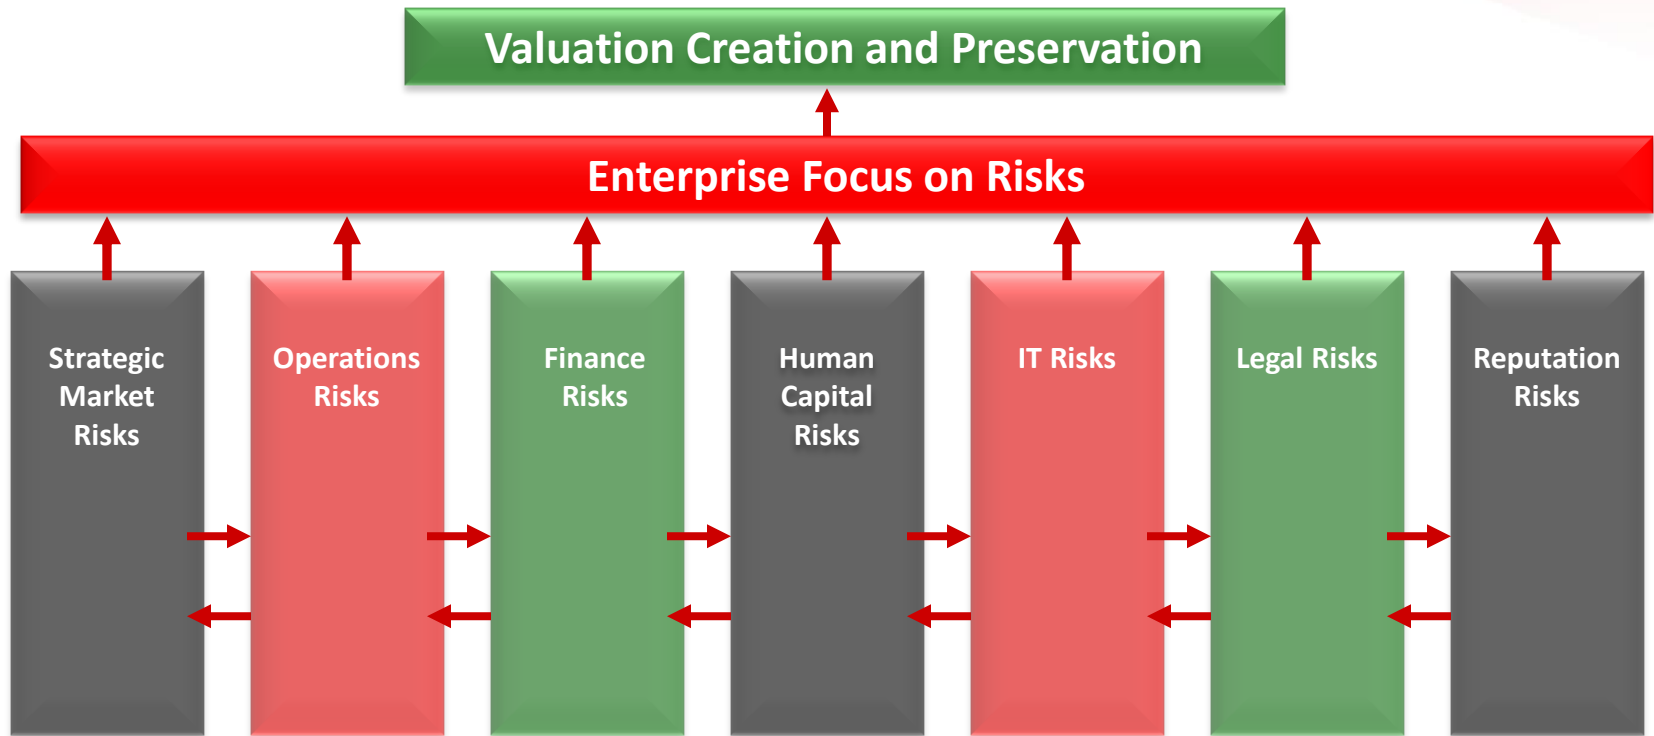 Valuation Creation and Preservation
Enterprise Focus on Risks
Strategic
Market
Risks
Operations
Risks
Finance
Risks
Human
Capital
Risks
IT Risks
Legal Risks
Reputation
Risks